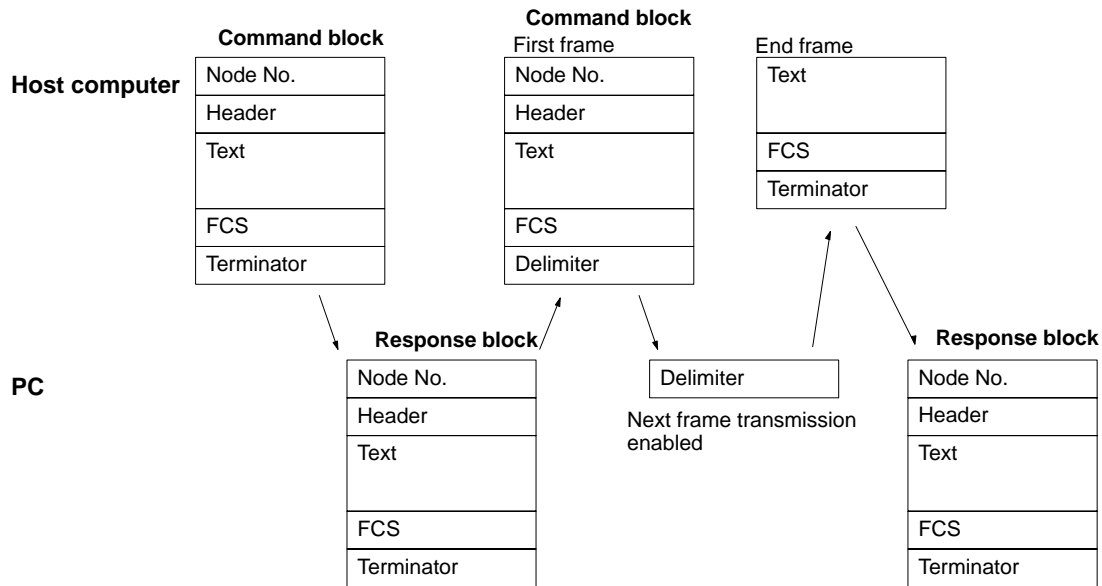 Command block
Command block
First frame
End frame
Host computer
Node No.
Header
Text
FCS
Terminator
Node No.
Header
Text
FCS
Delimiter
Text
FCS
Terminator
PC
Response block
Node No.
Header
Text
FCS
Terminator
Delimiter
Next frame transmission
enabled
Response block
Node No.
Header
Text
FCS
Terminator